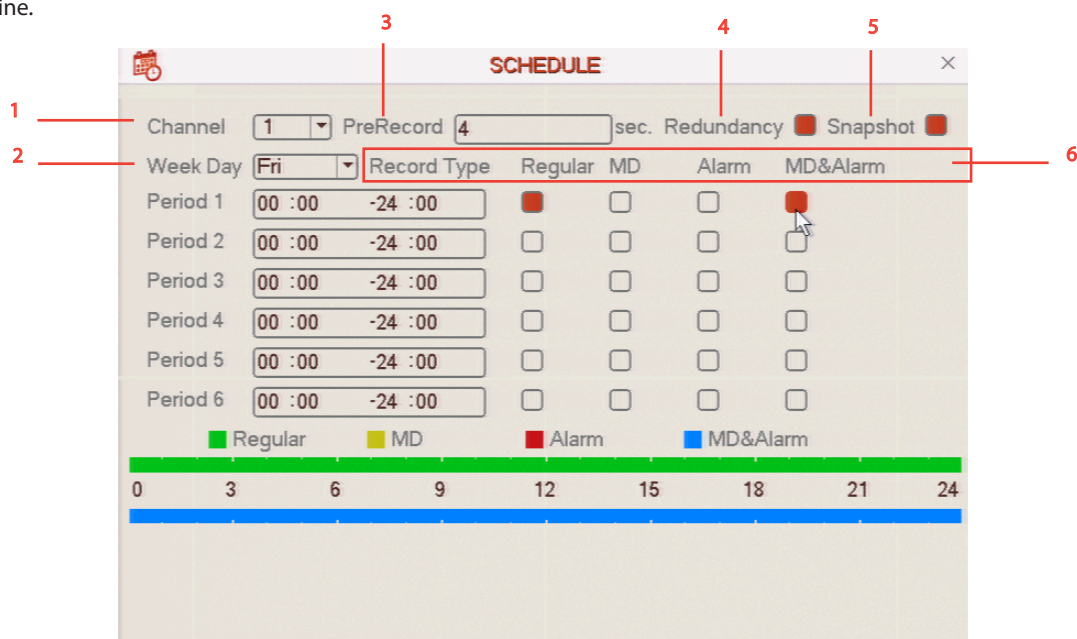 ine.
3
4
5
SCHEDULE
1
Channel 1 PreRecord 4 sec. Redundancy Snapshot
2
Week Day Fri Record Type Regular MD Alarm MD&Alarm
6
Period 1 00 :00 -24 :00
Period 2 00 :00 -24 :00
Period 3 00 :00 -24 :00
Period 4 00 :00 -24 :00
Period 5 00 :00 -24 :00
Period 6 00 :00 -24 :00
Regular MD Alarm MD&Alarm
0 3 6 9 12 15 18 21 24